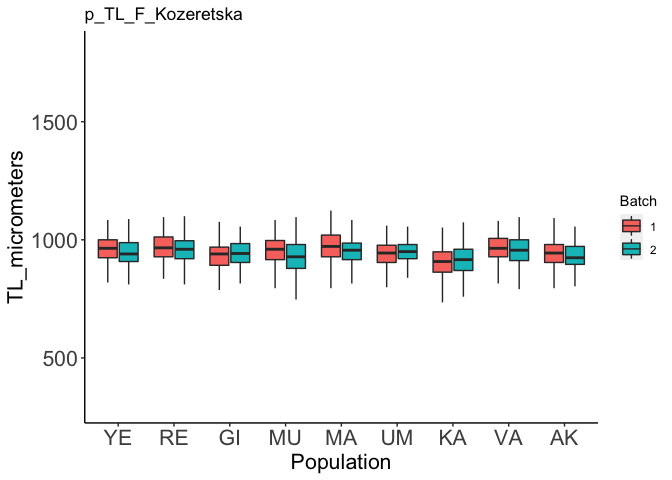 p_TL_F_Kozeretska
TL_micrometers
1500
1000
500
YE RE GI MU MA UM KA VA AK
Population
Batch
1
2